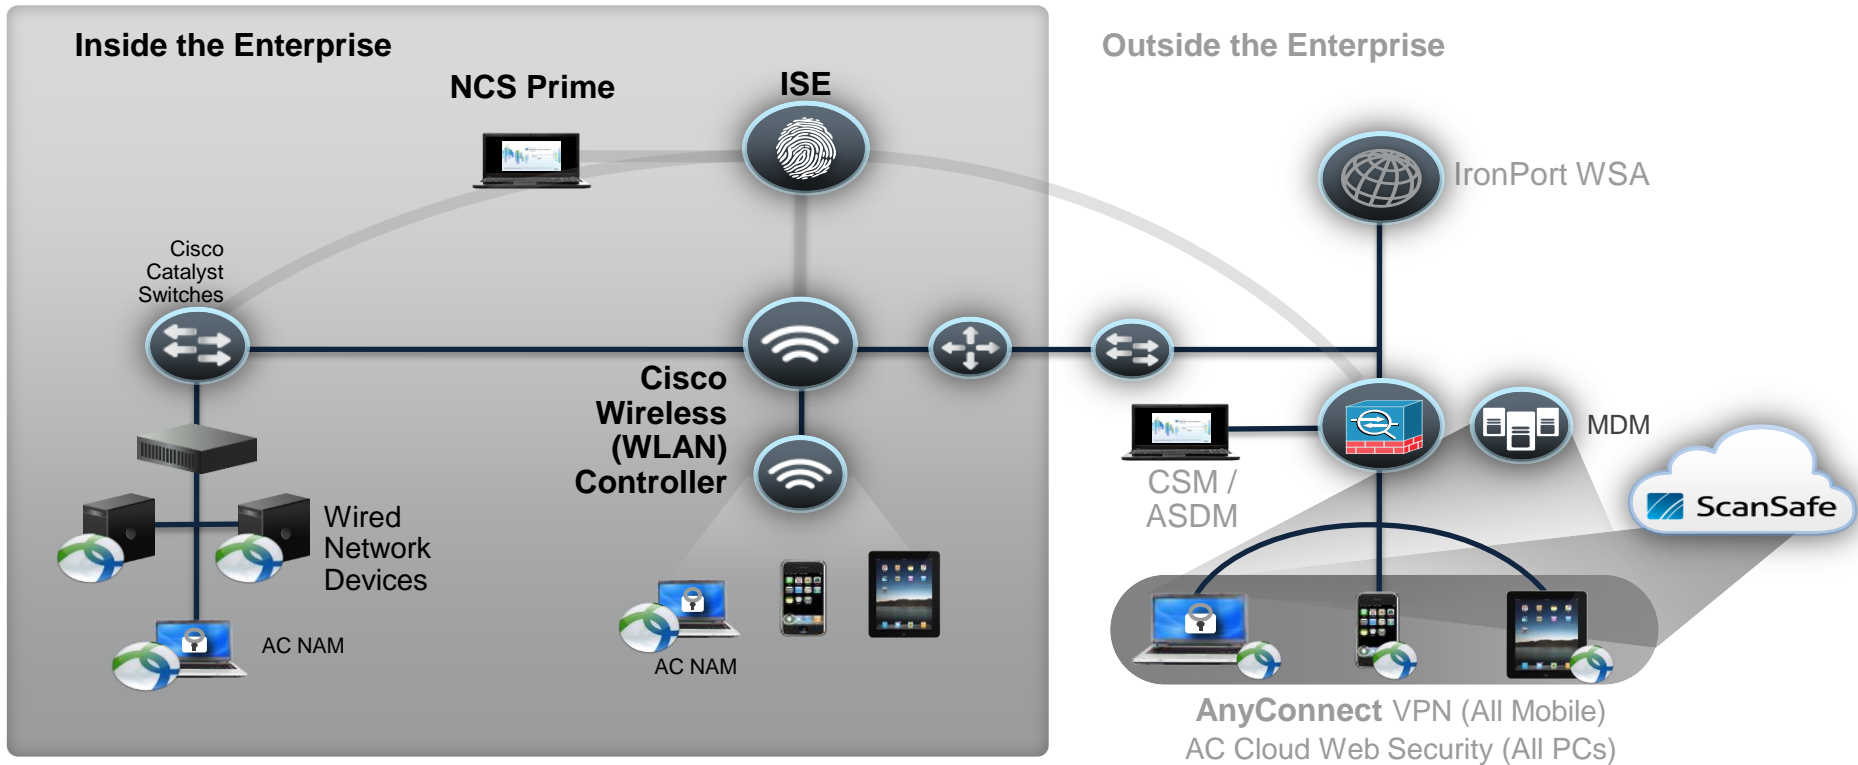 Inside the Enterprise
Outside the Enterprise
NCS Prime
ISE
IronPort WSA
Cisco
Catalyst
Switches
Cisco
Wireless
(WLAN)
Controller
CSM /
ASDM
MDM
ScanSafe
Wired
Network
Devices
AC NAM
AC NAM
AnyConnect VPN (All Mobile)
AC Cloud Web Security (All PCs)